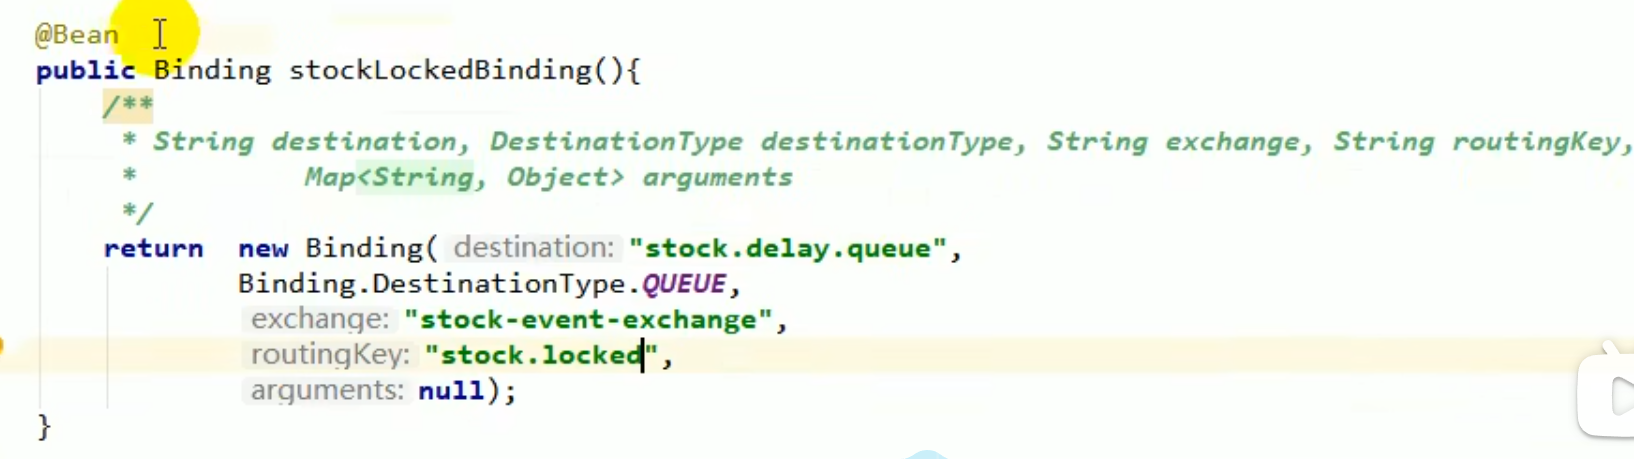 @Bean
public Binding stockLockedBinding(){
/**
* String destination, DestinationType destinationType, String exchange, String routingKey,
* Map<String, Object> arguments
*/
return new Binding( destination: "stock.delay.queue",
Binding.DestinationType.QUEUE,
exchange: "stock-event-exchange",
routingKey: "stock.locked",
arguments: null);
}